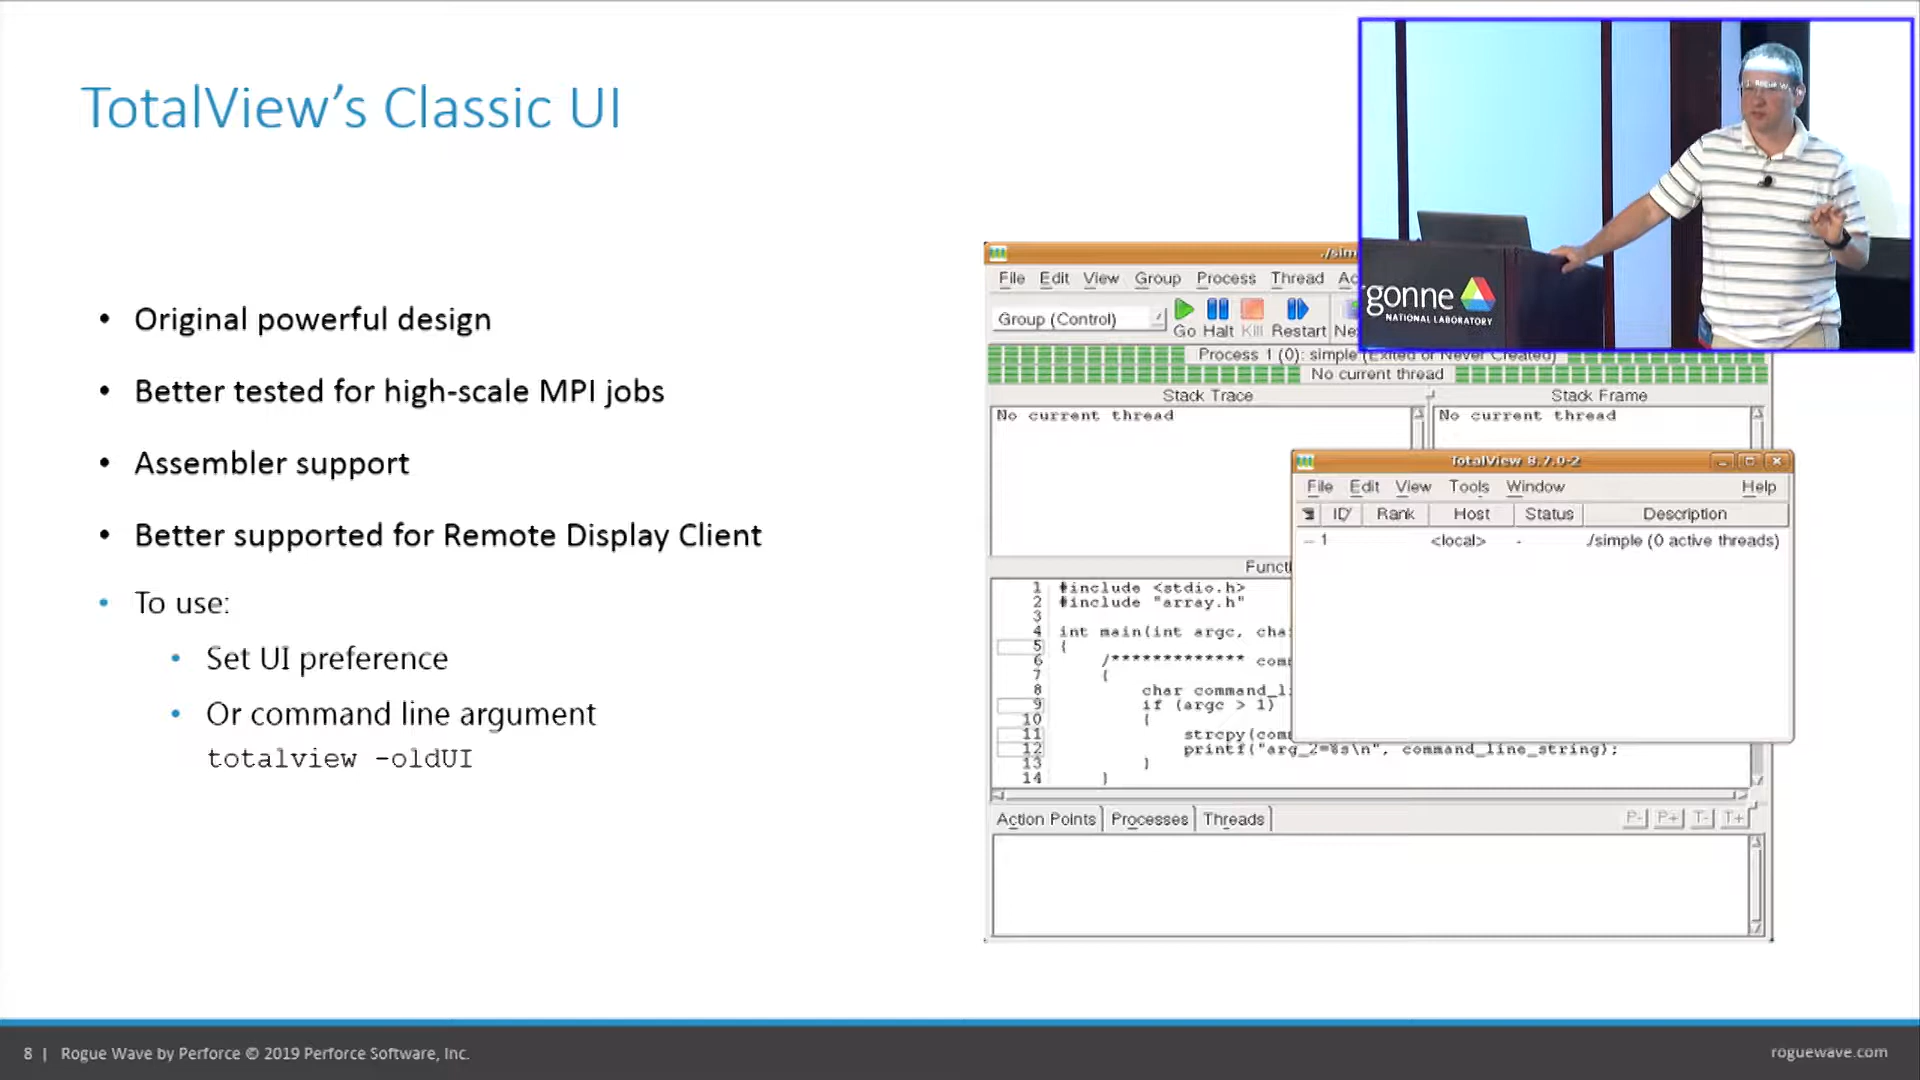 TotalView's Classic UI
• Original powerful design
• Better tested for high-scale MPI jobs
• Assembler support
• Better supported for Remote Display Client
• To use:
• Set UI preference
• Or command line argument
totalview -oldUI
gonne
NATIONAL LABORATORY
File Edit View Group Process Thread
Group (Control)
Go Halt Kill Restart
Process 1 (0): simple (Exited or Never Created)
No current thread
Stack Trace
Stack Frame
No current thread
No current thread
TotalView 8.7.0-2
File Edit View Tools Window Help
ID Rank Host Status Description
1 <local> - ./simple (0 active threads)
1 #include <stdio.h>
2 #include "array.h"
3
4 int main(int argc,
5 {
6 /*************
7 {
8 char
9 if (argc > 1)
10 {
11
12 printf("arg_2=%s\n", command_line_string);
13 }
14 }
Action Points Processes Threads
P- P+ T- T+
8 | Rogue Wave by Perforce © 2019 Perforce Software, Inc.
roguewave.com